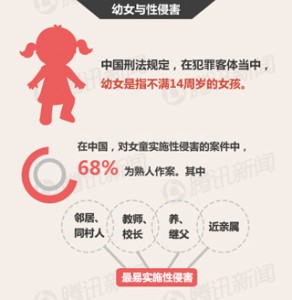 幼女与性侵害
中国刑法规定，在犯罪客体当中，
幼女是指不满14周岁的女孩。
在中国，对女童实施性侵害的案件中，
68% 为熟人作案。其中
邻居、
同村人
教师、
校长
养、
继父
近亲属
最易实施性侵害
腾讯新闻